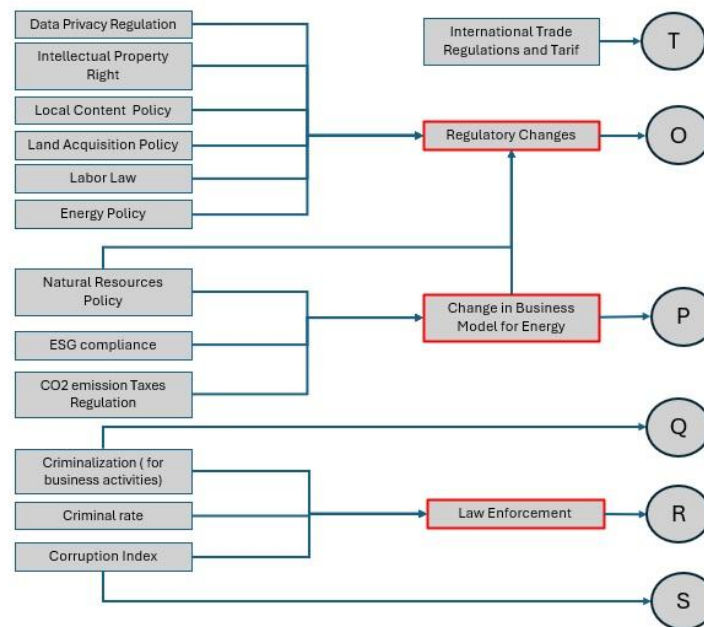 Data Privacy Regulation
International Trade
Regulations and Tarif
T
Intellectual Property
Right
Local Content  Policy
Regulatory Changes
O
Land Acquisition Policy
Labor Law
Energy Policy
Natural Resources
Policy
Change in Business
Model for Energy
P
ESG compliance
CO2 emission Taxes
Regulation
Q
Criminalization ( for
business activities)
Criminal rate
Law Enforcement
R
Corruption Index
S